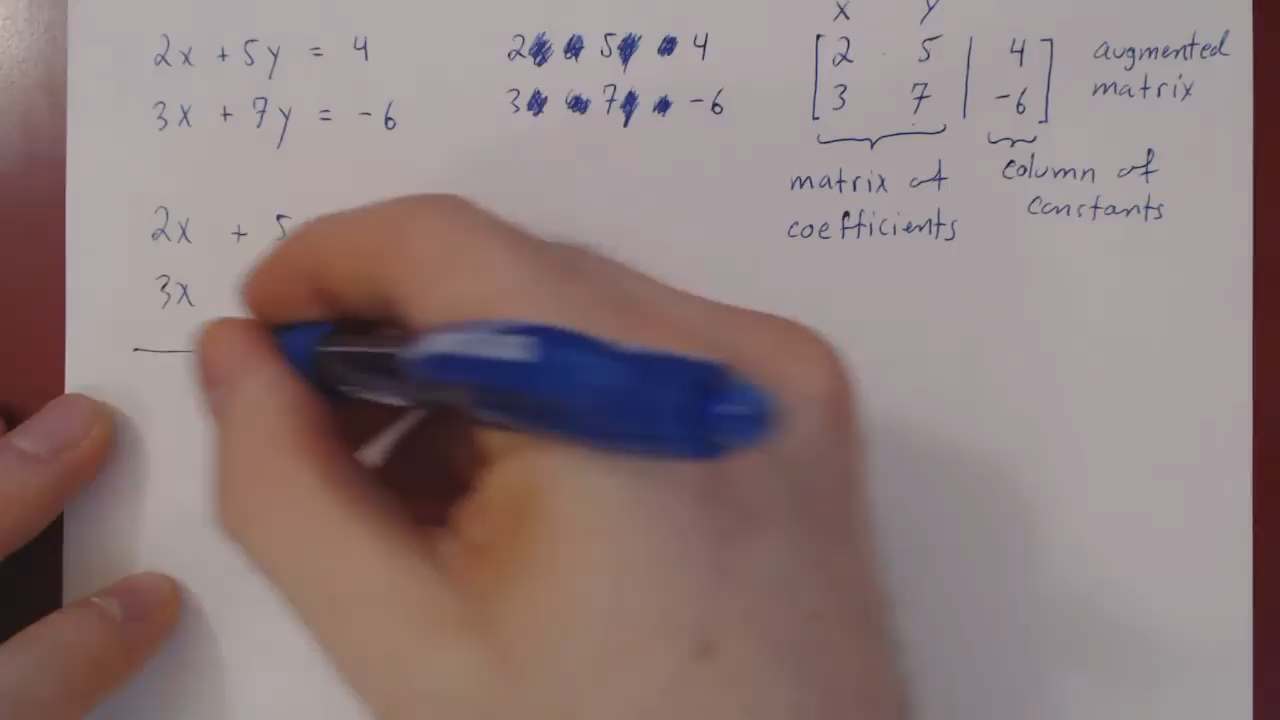 2x + 5y = 4
3x + 7y = -6
2 5 4
3 7 -6
x y
2 5 | 4
3 7 | -6
augmented
matrix
matrix of
coefficients
column of
constants
2x + 5
3x